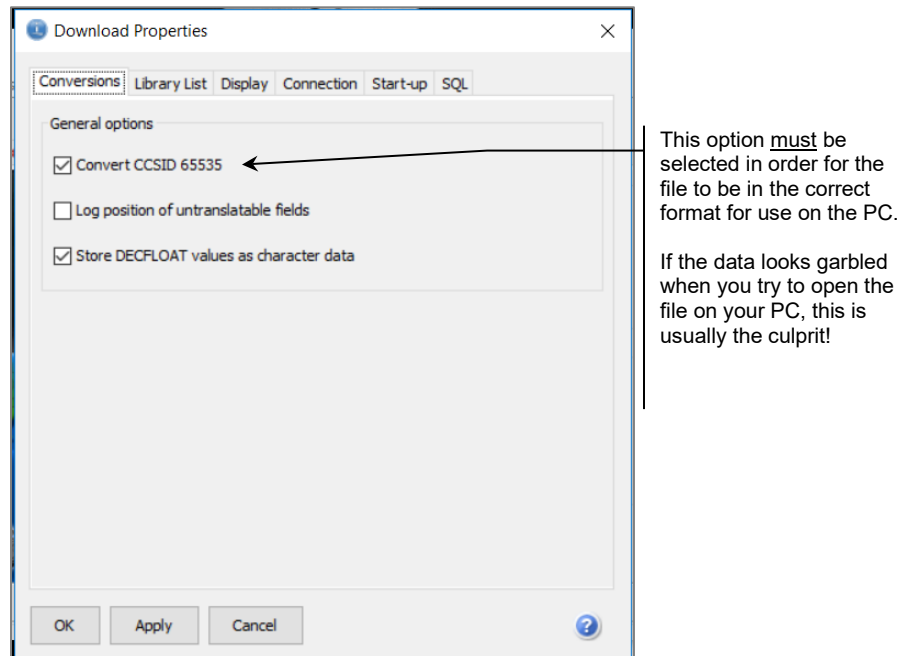 Download Properties
Conversions Library List Display Connection Start-up SQL
General options
Convert CCSID 65535
Log position of untranslatable fields
Store DECFLOAT values as character data
OK Apply Cancel ?
This option must be
selected in order for the
file to be in the correct
format for use on the PC.
If the data looks garbled
when you try to open the
file on your PC, this is
usually the culprit!